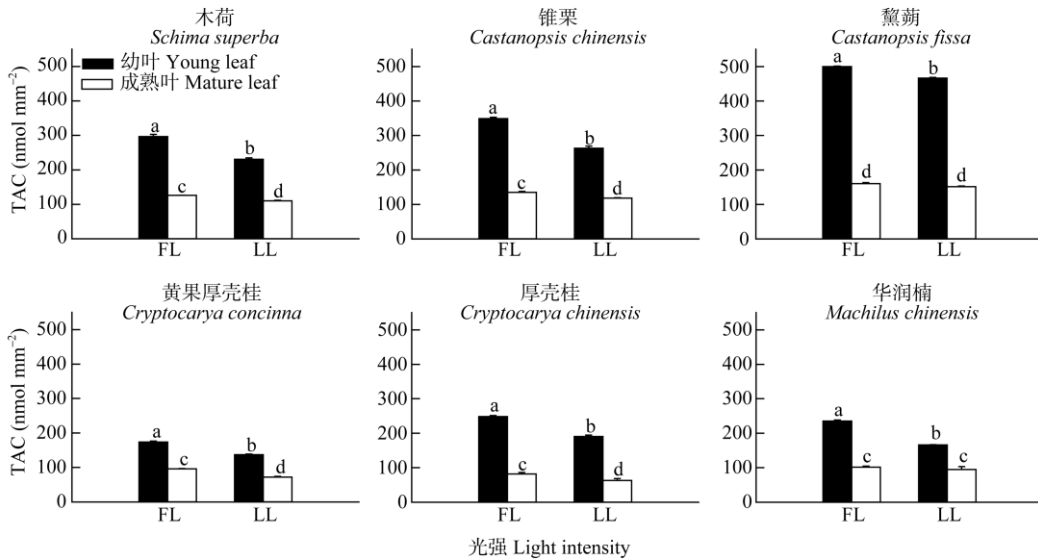 木荷
Schima superba
TAC (nmol mm⁻²)
500
400
300
200
100
0
幼叶 Young leaf
成熟叶 Mature leaf
a
c
b
d
FL
LL
锥栗
Castanopsis chinensis
500
400
300
200
100
0
a
c
b
d
FL
LL
黧蒴
Castanopsis fissa
500
400
300
200
100
0
a
d
b
d
FL
LL
黄果厚壳桂
Cryptocarya concinna
TAC (nmol mm⁻²)
500
400
300
200
100
0
a
c
b
d
FL
LL
厚壳桂
Cryptocarya chinensis
500
400
300
200
100
0
a
c
b
d
FL
LL
华润楠
Machilus chinensis
500
400
300
200
100
0
a
c
b
c
FL
LL
光强 Light intensity